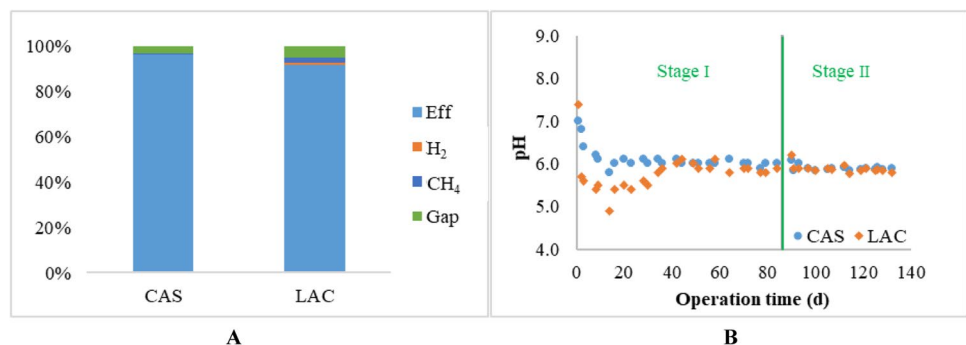 100%
80%
60%
40%
20%
0%
CAS
LAC
Eff
H₂
CH₄
Gap
A
9.0
8.0
7.0
6.0
5.0
4.0
pH
Stage I
Stage II
CAS
LAC
0 20 40 60 80 100 120 140
Operation time (d)
B